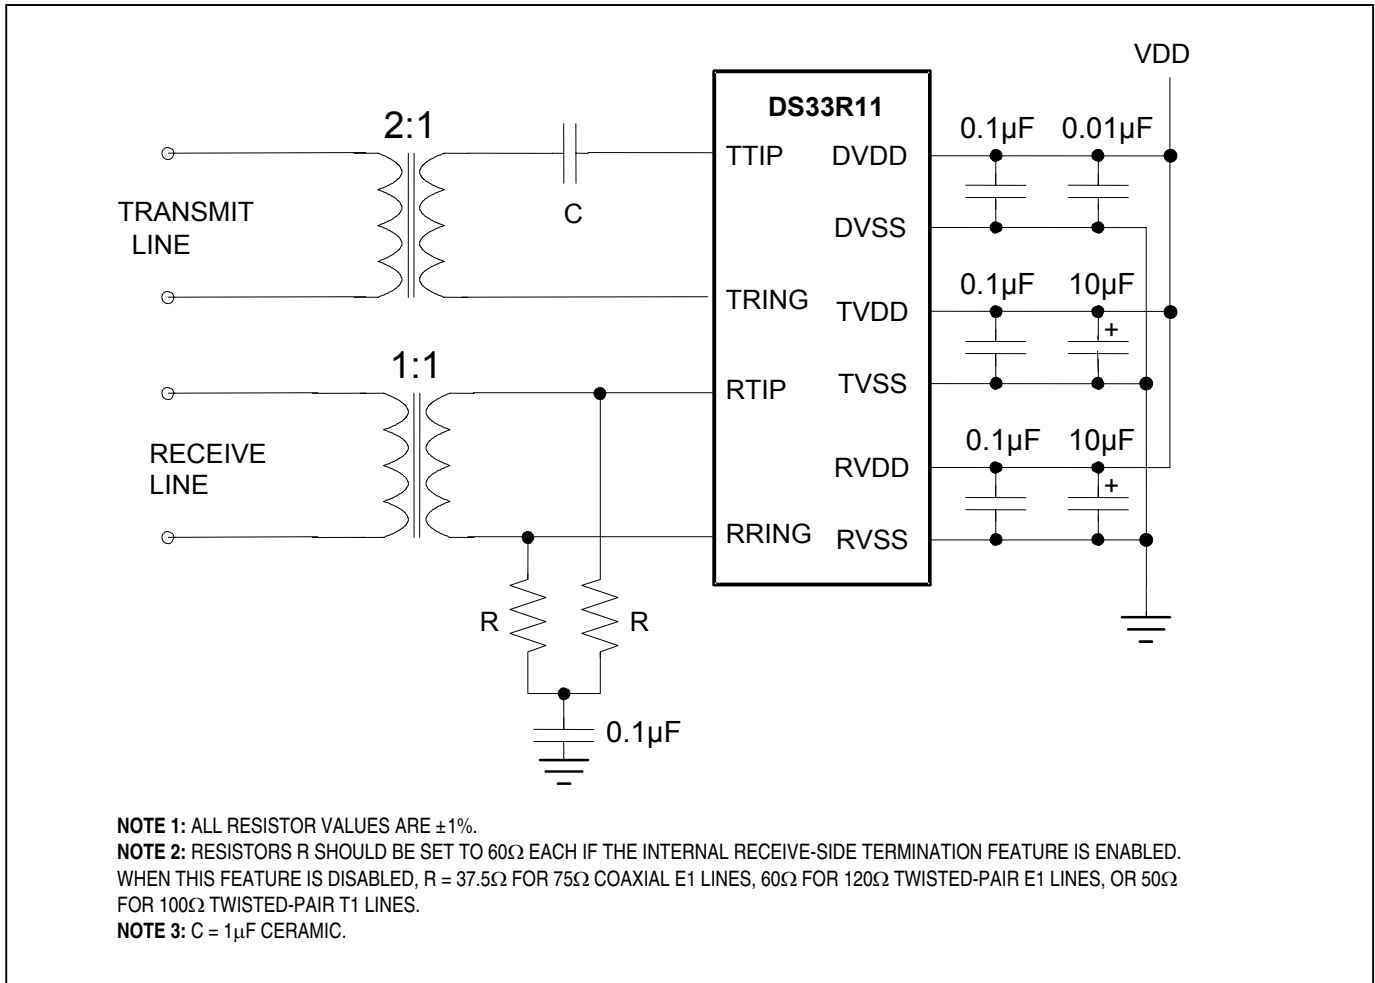 VDD
DS33R11
2:1
0.1µF 0.01µF
TTIP DVDD
TRANSMIT
LINE
C
DVSS
0.1µF 10µF
TRING TVDD
+
1:1
RTIP TVSS
RECEIVE
LINE
0.1µF 10µF
RVDD
+
RRING RVSS
R R
0.1µF
NOTE 1: ALL RESISTOR VALUES ARE ±1%.
NOTE 2: RESISTORS R SHOULD BE SET TO 60Ω EACH IF THE INTERNAL RECEIVE-SIDE TERMINATION FEATURE IS ENABLED.
WHEN THIS FEATURE IS DISABLED, R = 37.5Ω FOR 75Ω COAXIAL E1 LINES, 60Ω FOR 120Ω TWISTED-PAIR E1 LINES, OR 50Ω
FOR 100Ω TWISTED-PAIR T1 LINES.
NOTE 3: C = 1µF CERAMIC.